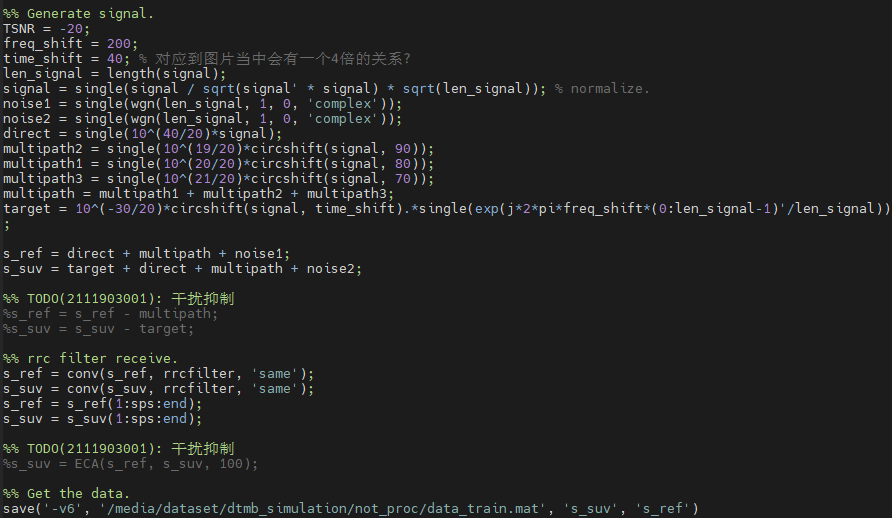 %% Generate signal.
TSNR = -20;
freq_shift = 200;
time_shift = 40; % 对应到图片当中会有一个4倍的关系?
len_signal = length(signal);
signal = single(signal / sqrt(signal' * signal) * sqrt(len_signal)); % normalize.
noise1 = single(wgn(len_signal, 1, 0, 'complex'));
noise2 = single(wgn(len_signal, 1, 0, 'complex'));
direct = single(10^(40/20)*signal);
multipath2 = single(10^(19/20)*circshift(signal, 90));
multipath1 = single(10^(20/20)*circshift(signal, 80));
multipath3 = single(10^(21/20)*circshift(signal, 70));
multipath = multipath1 + multipath2 + multipath3;
target = 10^(-30/20)*circshift(signal, time_shift).*single(exp(j*2*pi*freq_shift*(0:len_signal-1)'/len_signal))
;
s_ref = direct + multipath + noise1;
s_suv = target + direct + multipath + noise2;
%% TODO(2111903001): 干扰抑制
%s_ref = s_ref - multipath;
%s_suv = s_suv - target;
%% rrc filter receive.
s_ref = conv(s_ref, rrcfilter, 'same');
s_suv = conv(s_suv, rrcfilter, 'same');
s_ref = s_ref(1:sps:end);
s_suv = s_suv(1:sps:end);
%% TODO(2111903001): 干扰抑制
%s_suv = ECA(s_ref, s_suv, 100);
%% Get the data.
save('-v6', '/media/dataset/dtmb_simulation/not_proc/data_train.mat', 's_suv', 's_ref')